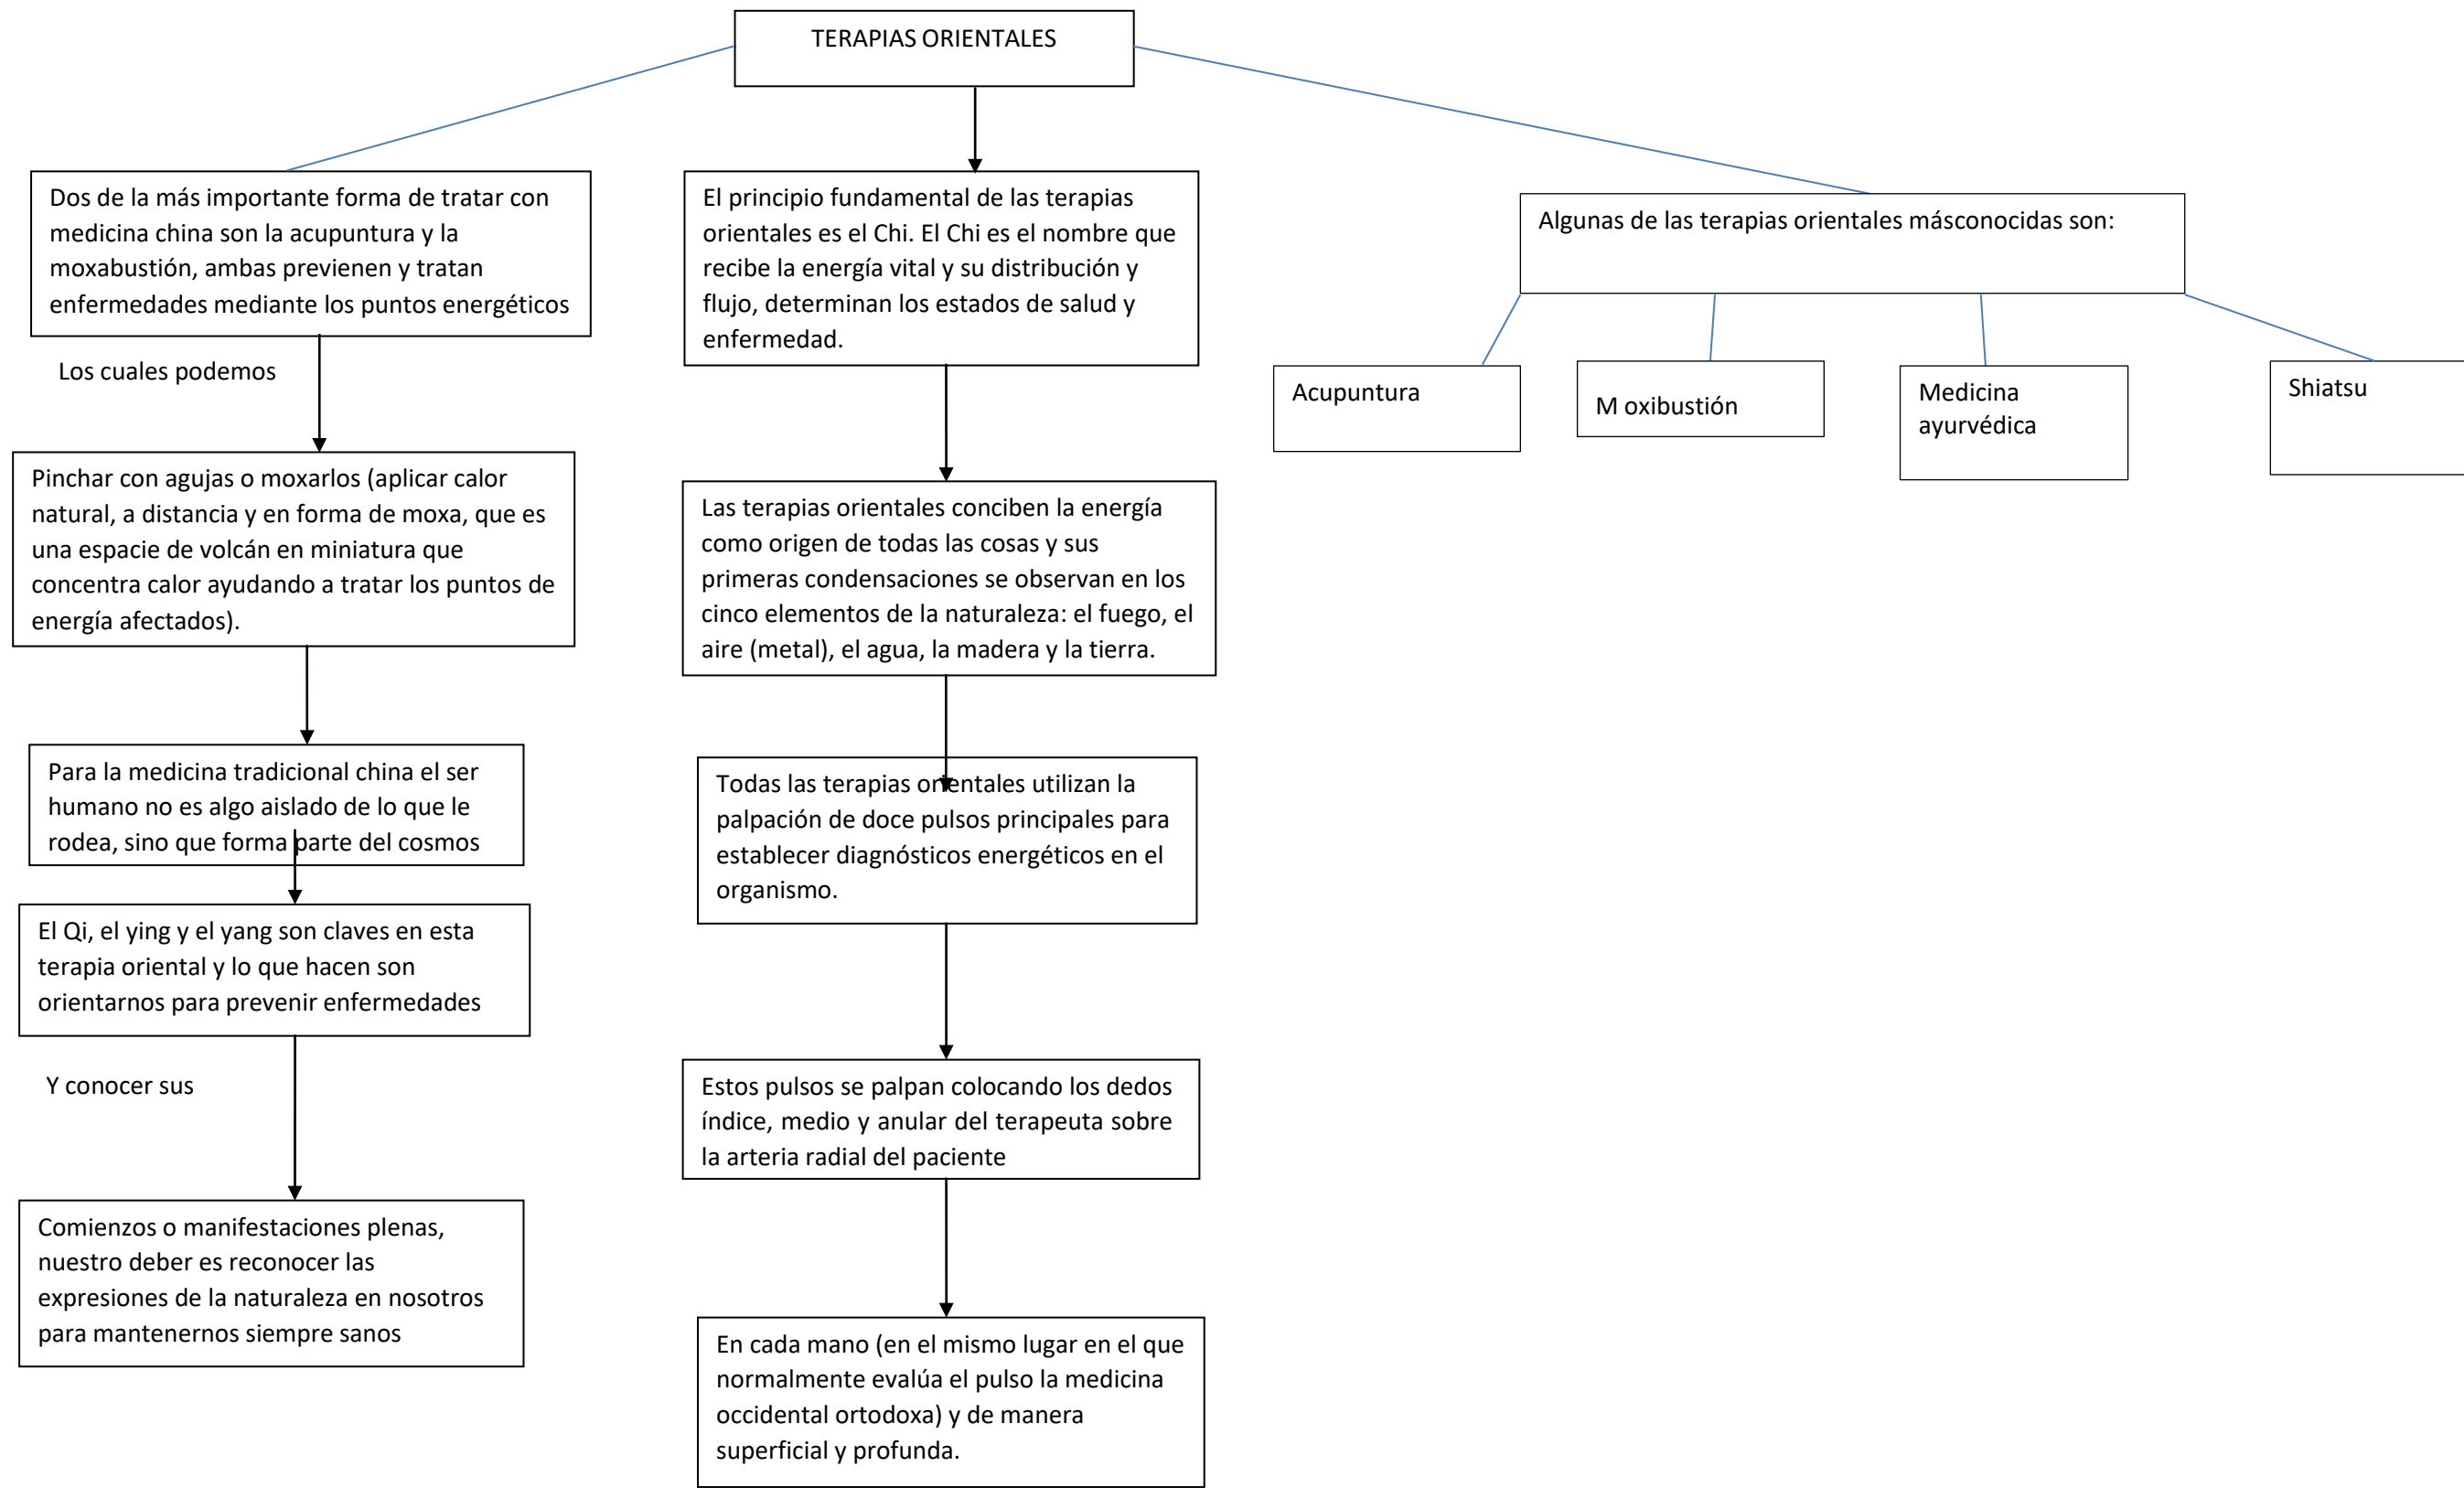 TERAPIAS ORIENTALES
Dos de la más importante forma de tratar con
medicina china son la acupuntura y la
moxabustión, ambas previenen y tratan
enfermedades mediante los puntos energéticos
Los cuales podemos
Pinchar con agujas o moxarlos (aplicar calor
natural, a distancia y en forma de moxa, que es
una espacie de volcán en miniatura que
concentra calor ayudando a tratar los puntos de
energía afectados).
Para la medicina tradicional china el ser
humano no es algo aislado de lo que le
rodea, sino que forma parte del cosmos
El Qi, el ying y el yang son claves en esta
terapia oriental y lo que hacen son
orientarnos para prevenir enfermedades
Y conocer sus
Comienzos o manifestaciones plenas,
nuestro deber es reconocer las
expresiones de la naturaleza en nosotros
para mantenernos siempre sanos
El principio fundamental de las terapias
orientales es el Chi. El Chi es el nombre que
recibe la energía vital y su distribución y
flujo, determinan los estados de salud y
enfermedad.
Las terapias orientales conciben la energía
como origen de todas las cosas y sus
primeras condensaciones se observan en los
cinco elementos de la naturaleza: el fuego, el
aire (metal), el agua, la madera y la tierra.
Todas las terapias orientales utilizan la
palpación de doce pulsos principales para
establecer diagnósticos energéticos en el
organismo.
Estos pulsos se palpan colocando los dedos
índice, medio y anular del terapeuta sobre
la arteria radial del paciente
En cada mano (en el mismo lugar en el que
normalmente evalúa el pulso la medicina
occidental ortodoxa) y de manera
superficial y profunda.
Algunas de las terapias orientales másconocidas son:
Acupuntura
M oxibustión
Medicina
ayurvédica
Shiatsu